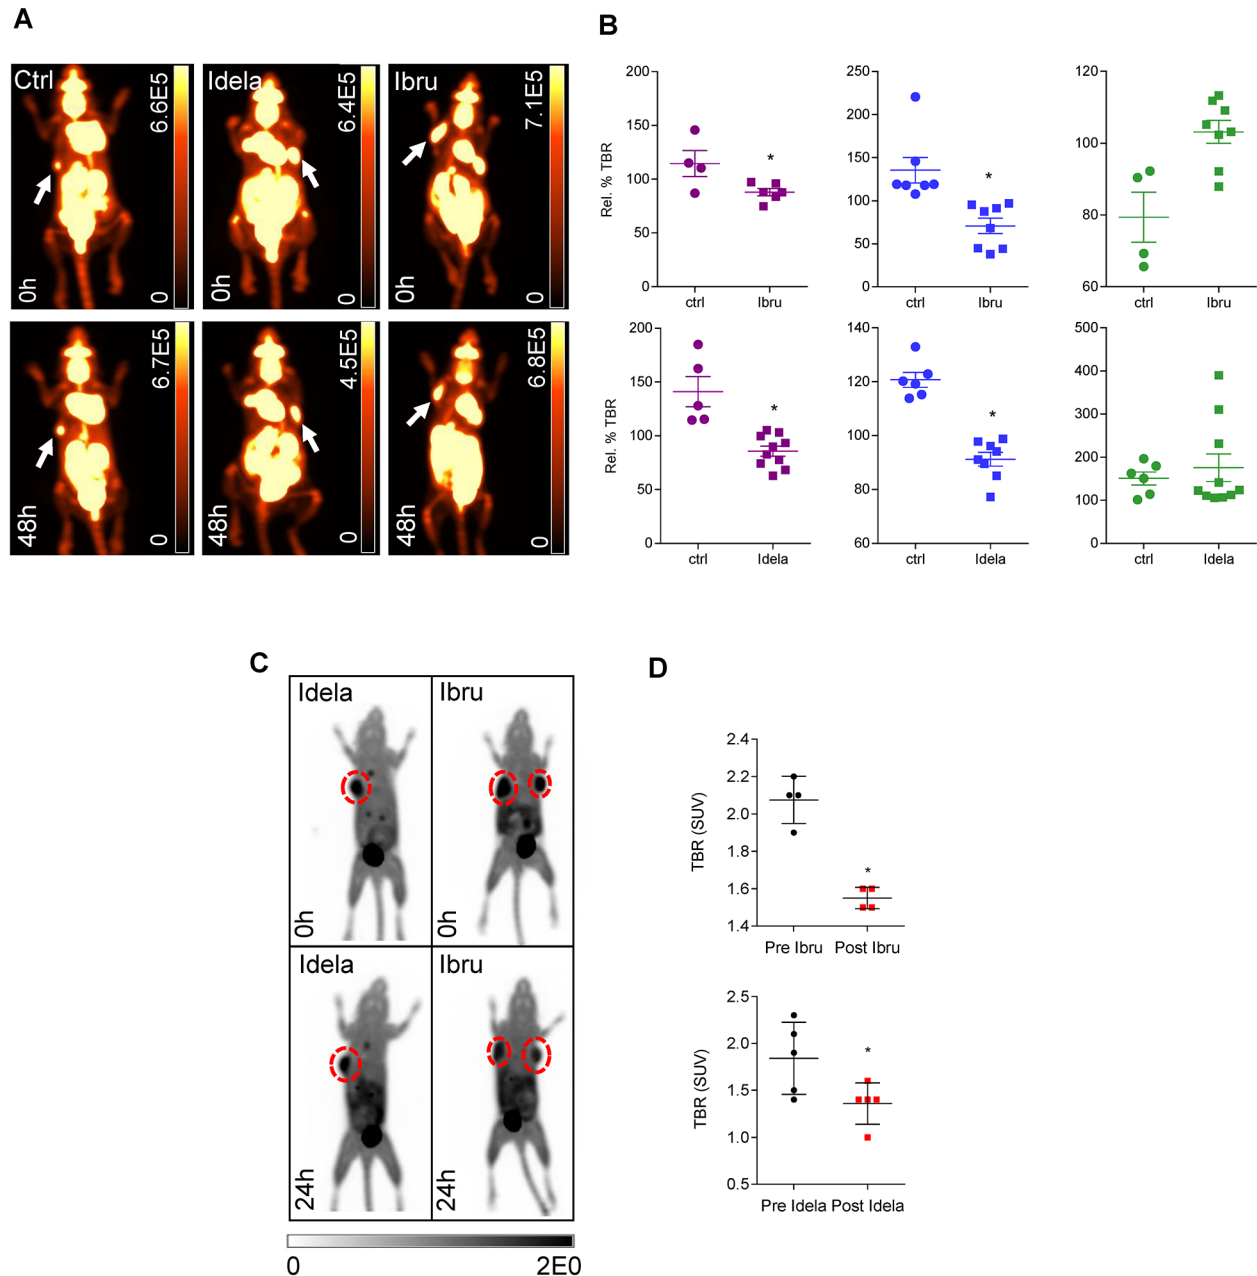 A
Ctrl
6.6E5
0h
0
Idela
6.4E5
0h
0
Ibru
7.1E5
0h
0
6.7E5
48h
0
4.5E5
48h
0
6.8E5
48h
0
B
Rel. % TBR
200
150
100
50
0
*
ctrl
Ibru
250
200
150
100
50
0
*
ctrl
Ibru
120
100
80
60
ctrl
Ibru
Rel. % TBR
200
150
100
50
0
*
ctrl
Idela
140
120
100
80
60
*
ctrl
Idela
500
400
300
200
100
0
ctrl
Idela
C
Idela
0h
Ibru
0h
Idela
24h
Ibru
24h
0
2E0
D
TBR (SUV)
2.4
2.2
2.0
1.8
1.6
1.4
*
Pre Ibru
Post Ibru
TBR (SUV)
2.5
2.0
1.5
1.0
0.5
*
Pre Idela
Post Idela